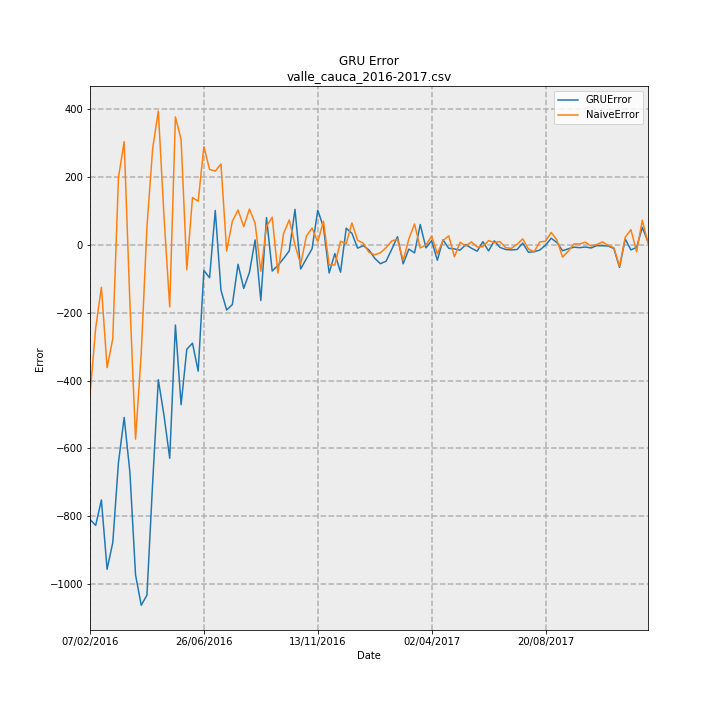 GRU Error
valle_cauca_2016-2017.csv
GRUError
NaiveError
400
200
0
−200
−400
−600
−800
−1000
Error
07/02/2016
26/06/2016
13/11/2016
02/04/2017
20/08/2017
Date